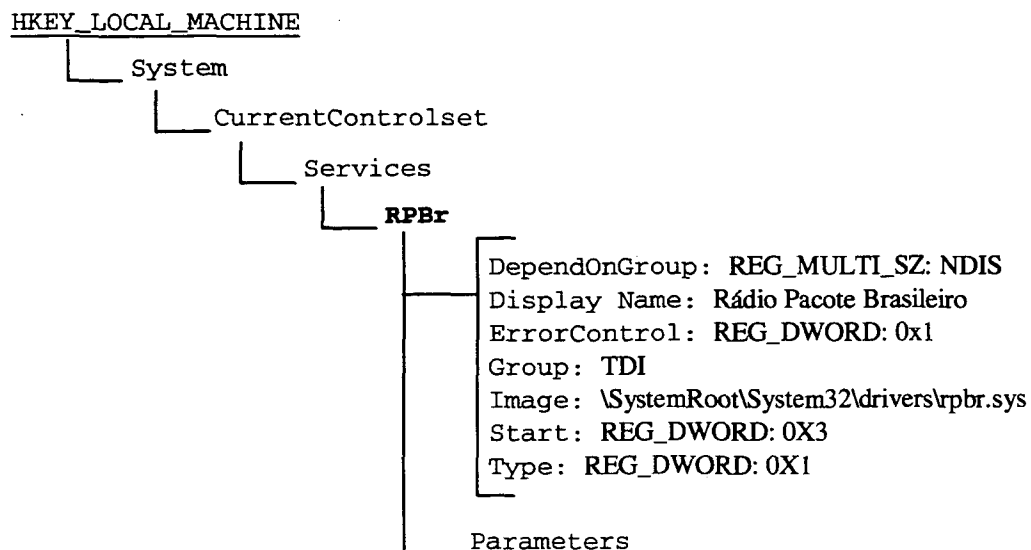 HKEY_LOCAL_MACHINE
System
CurrentControlset
Services
RPBr
DependOnGroup: REG_MULTI_SZ: NDIS
Display Name: Rádio Pacote Brasileiro
ErrorControl: REG_DWORD: 0x1
Group: TDI
Image: \SystemRoot\System32\drivers\rpbr.sys
Start: REG_DWORD: 0X3
Type: REG_DWORD: 0X1
Parameters